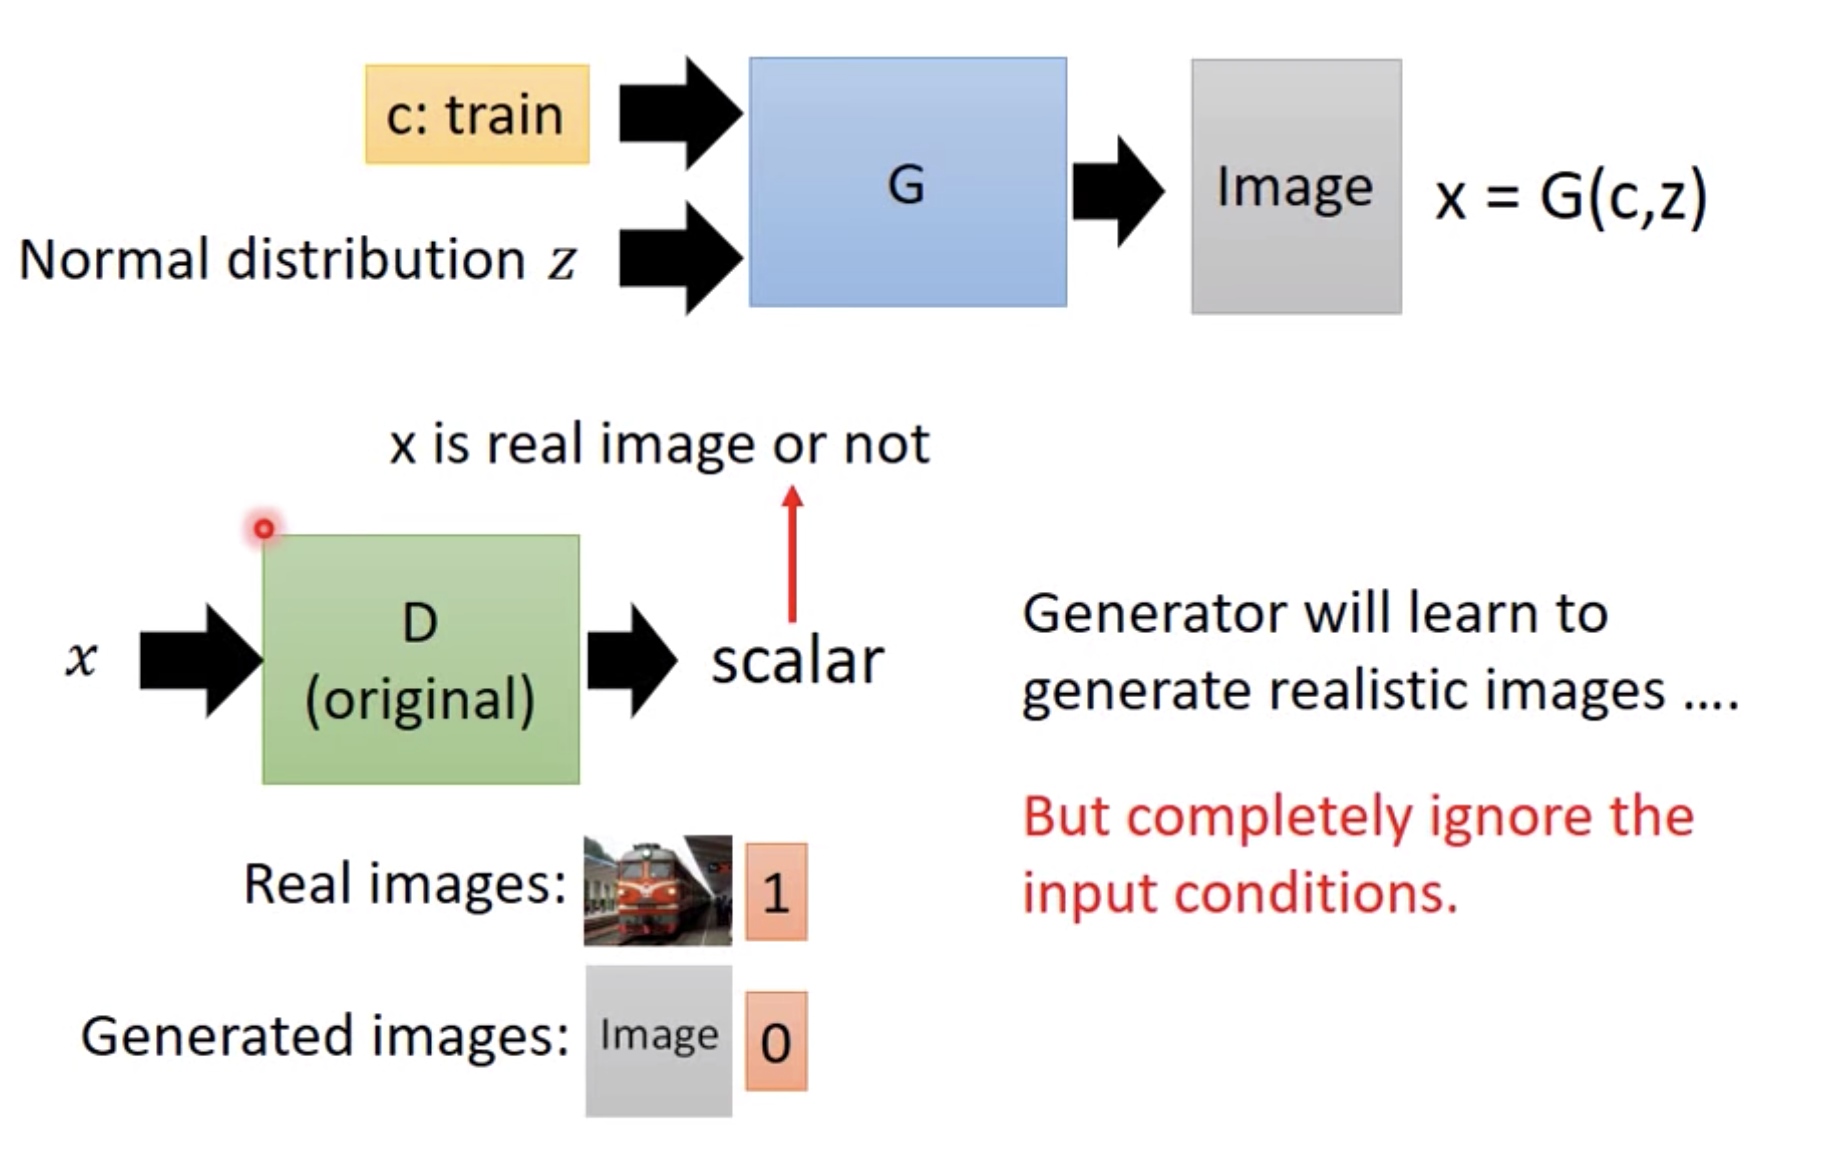 c: train
Normal distribution z
G
Image
x = G(c,z)
x is real image or not
x
D
(original)
scalar
Generator will learn to
generate realistic images ....
But completely ignore the
input conditions.
Real images:
1
Generated images:
Image
0